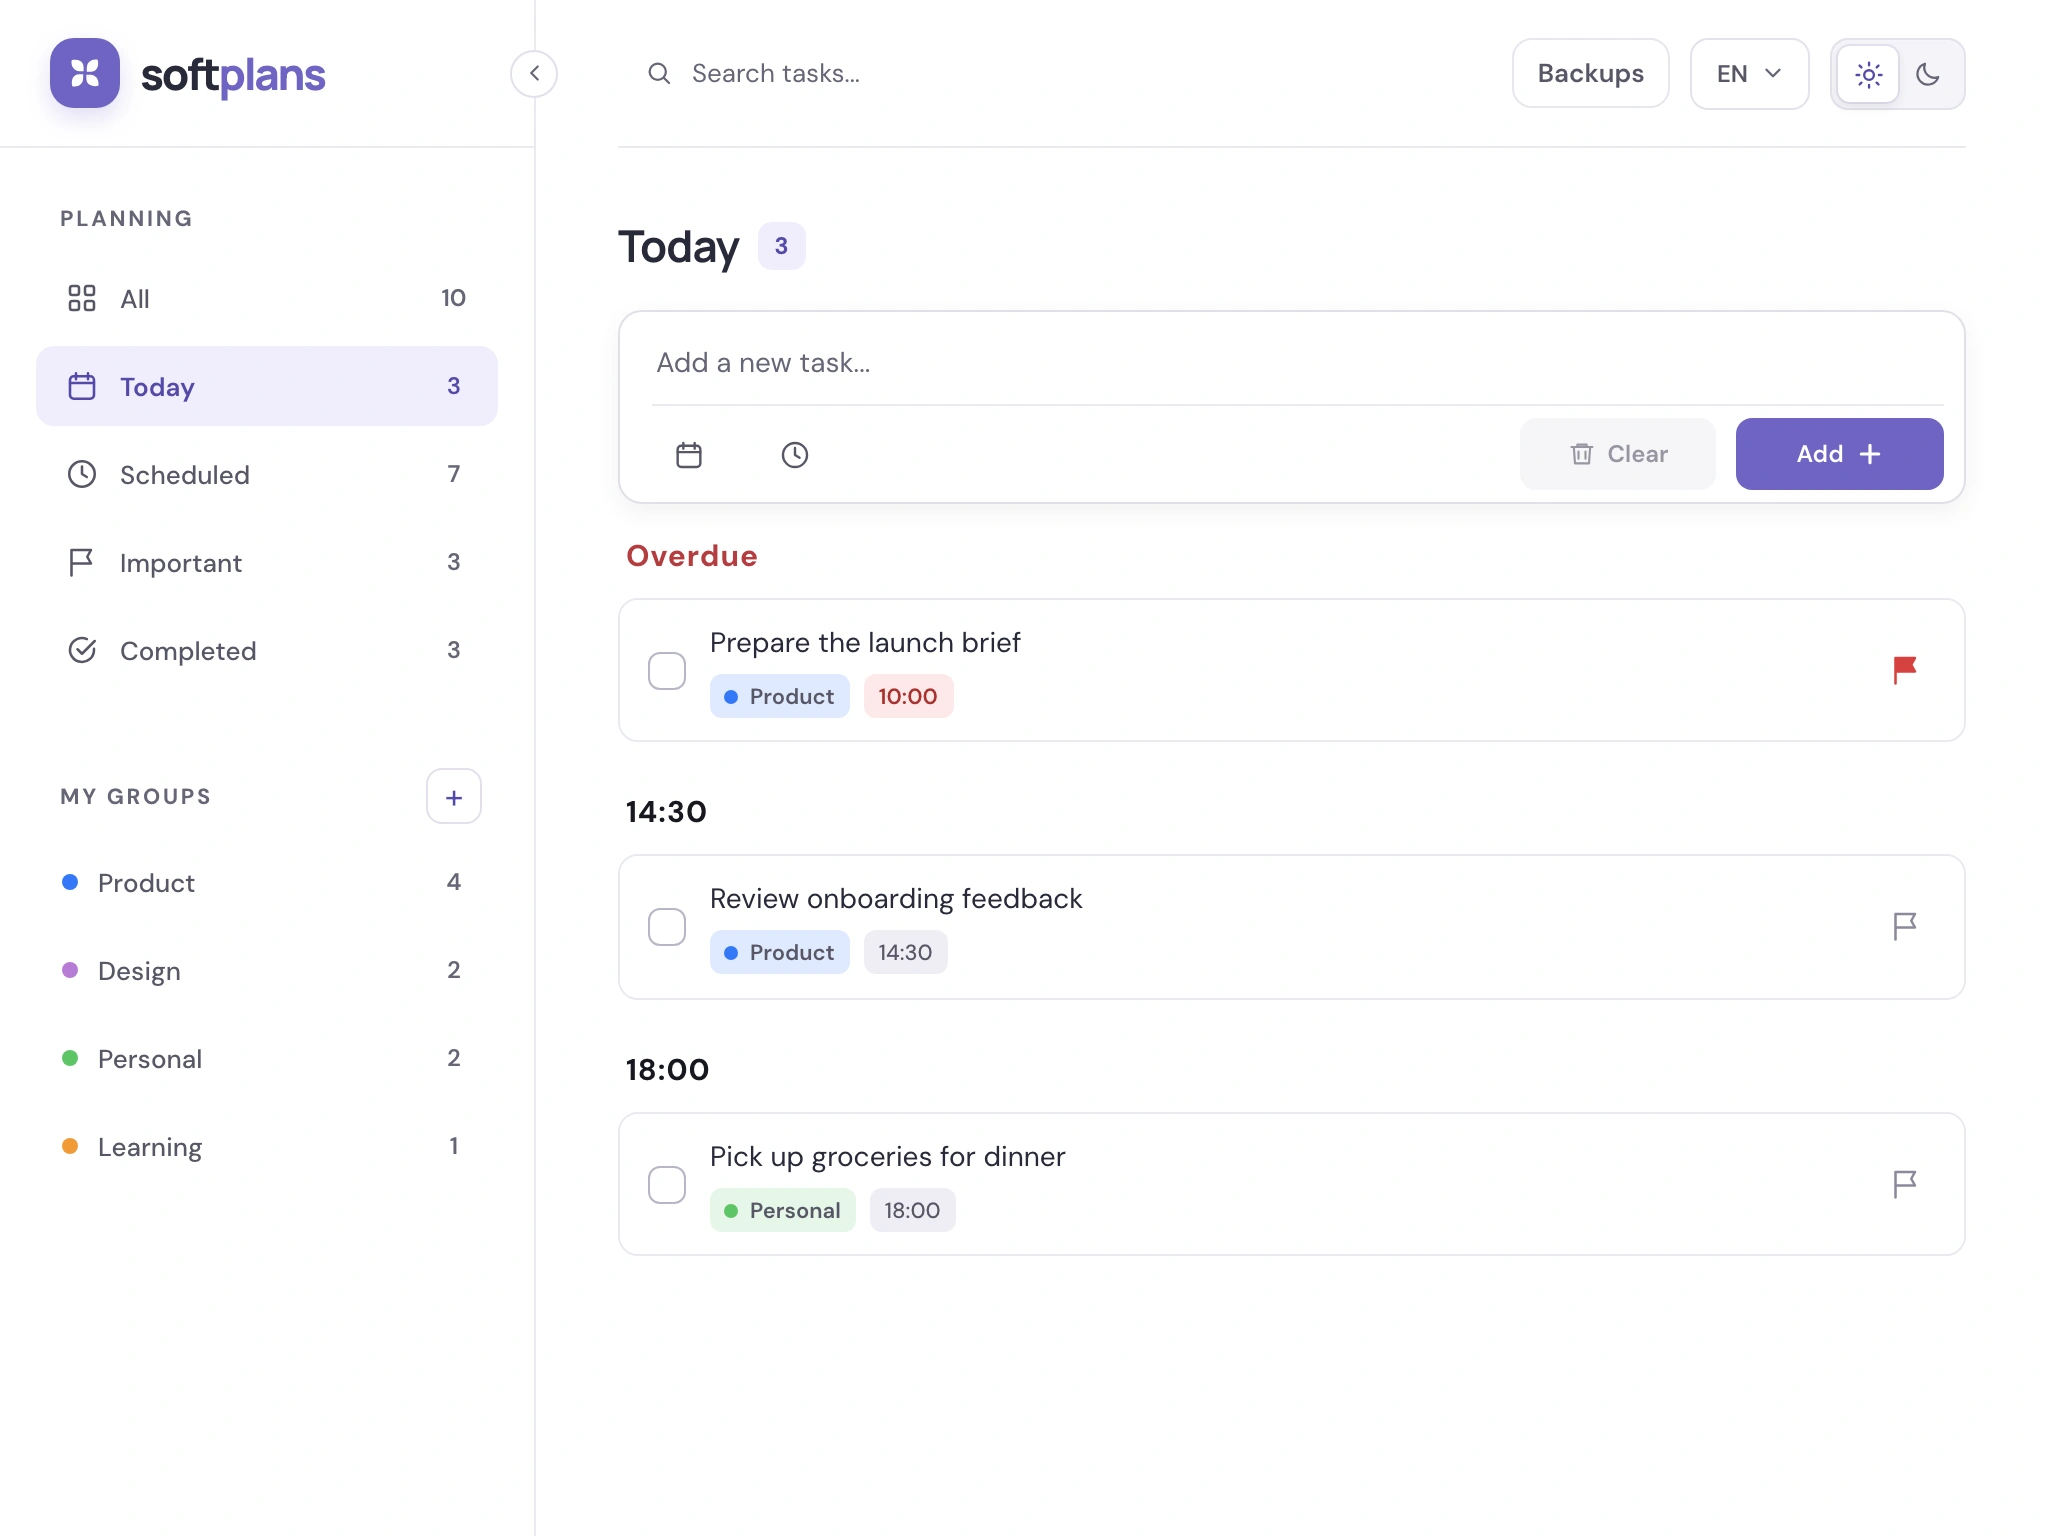 softplans
Search tasks...
Backups
EN
PLANNING
All 10
Today 3
Scheduled 7
Important 3
Completed 3
MY GROUPS
+
Product 4
Design 2
Personal 2
Learning 1
Today 3
Add a new task...
Clear
Add +
Overdue
Prepare the launch brief
Product 10:00
14:30
Review onboarding feedback
Product 14:30
18:00
Pick up groceries for dinner
Personal 18:00